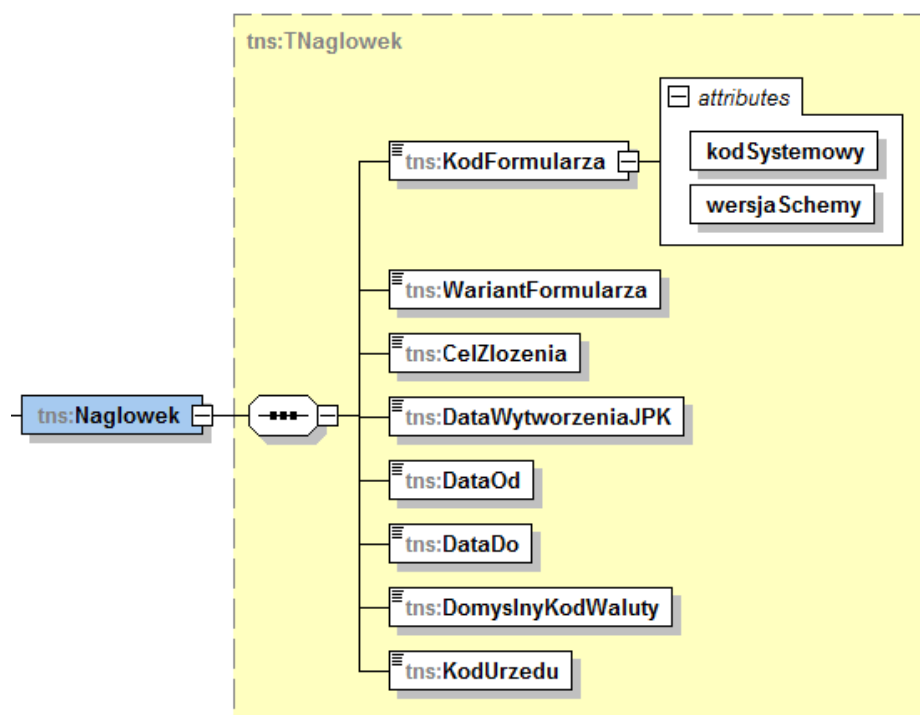 tns:TNaglowek
attributes
tns:KodFormularza
kodSystemowy
wersjaSchemy
tns:WariantFormularza
tns:CelZlozenia
tns:Naglowek
tns:DataWytworzeniaJPK
tns:DataOd
tns:DataDo
tns:DomyslnyKodWaluty
tns:KodUrzedu